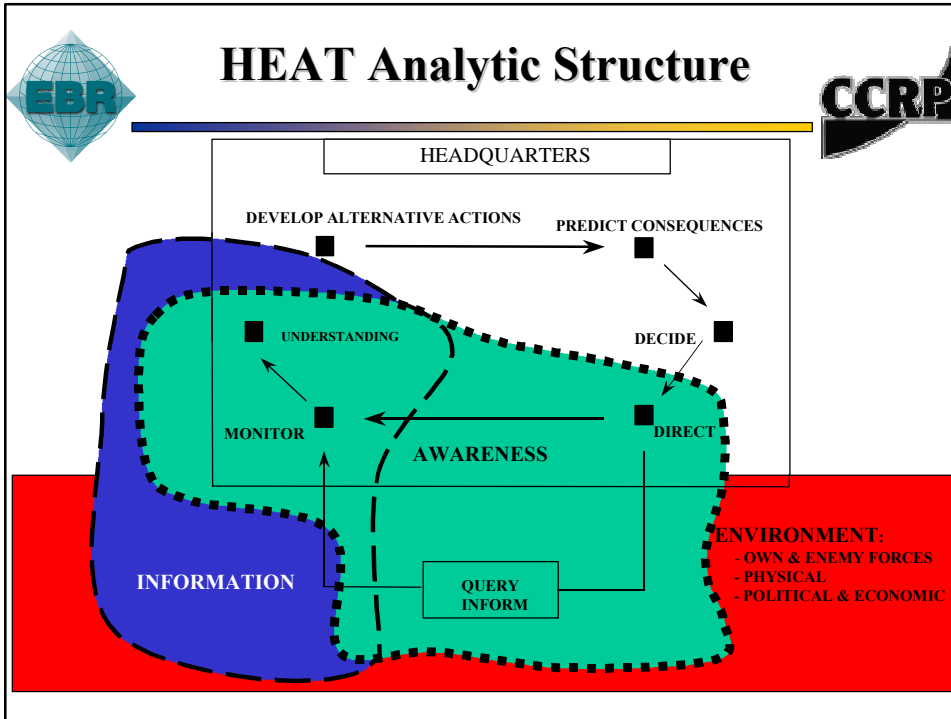 HEAT Analytic Structure
EBR
CCRP
HEADQUARTERS
DEVELOP ALTERNATIVE ACTIONS
PREDICT CONSEQUENCES
UNDERSTANDING
DECIDE
MONITOR
DIRECT
AWARENESS
ENVIRONMENT:
- OWN & ENEMY FORCES
- PHYSICAL
- POLITICAL & ECONOMIC
INFORMATION
QUERY
INFORM